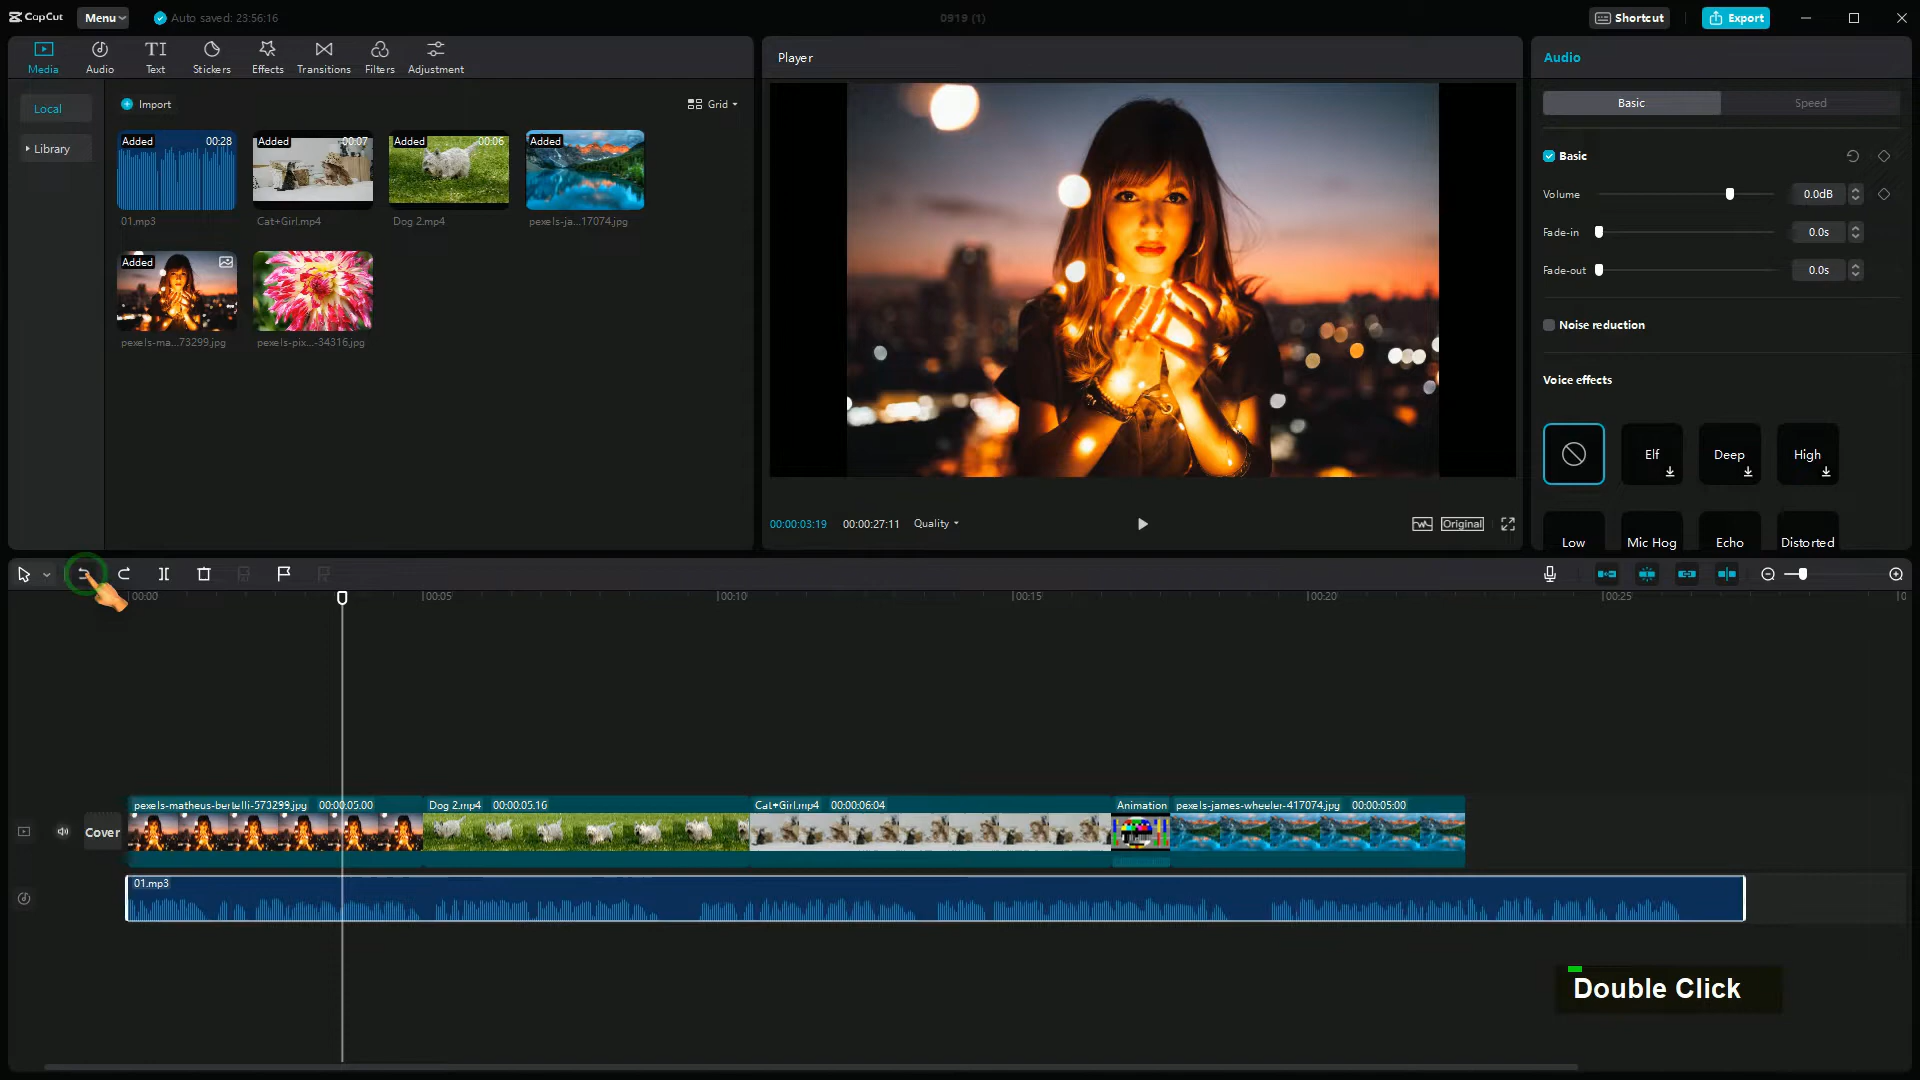 CapCut
Menu
Auto saved: 23:56:16
0919 (1)
Shortcut
Export
Media
Audio
Text
Stickers
Effects
Transitions
Filters
Adjustment
Player
Audio
Local
Library
Import
Grid
Basic
Speed
Added
00:28
Added
00:07
Added
00:06
Added
01.mp3
Cat+Girl.mp4
Dog 2.mp4
pexels-ja...17074.jpg
Added
pexels-ma...73299.jpg
pexels-pix...-34316.jpg
Basic
Volume
0.0dB
Fade-in
0.0s
Fade-out
0.0s
Noise reduction
Voice effects
Elf
Deep
High
Low
Mic Hog
Echo
Distorted
00:00:03:19
00:00:27:11
Quality
Original
00:00
00:05
00:10
00:15
00:20
00:25
pexels-matheus-bertelli-573299.jpg 00:00:05:00
Dog 2.mp4 00:00:05:16
Cat+Girl.mp4 00:00:06:04
Animation
pexels-james-wheeler-417074.jpg 00:00:05:00
Cover
01.mp3
Double Click